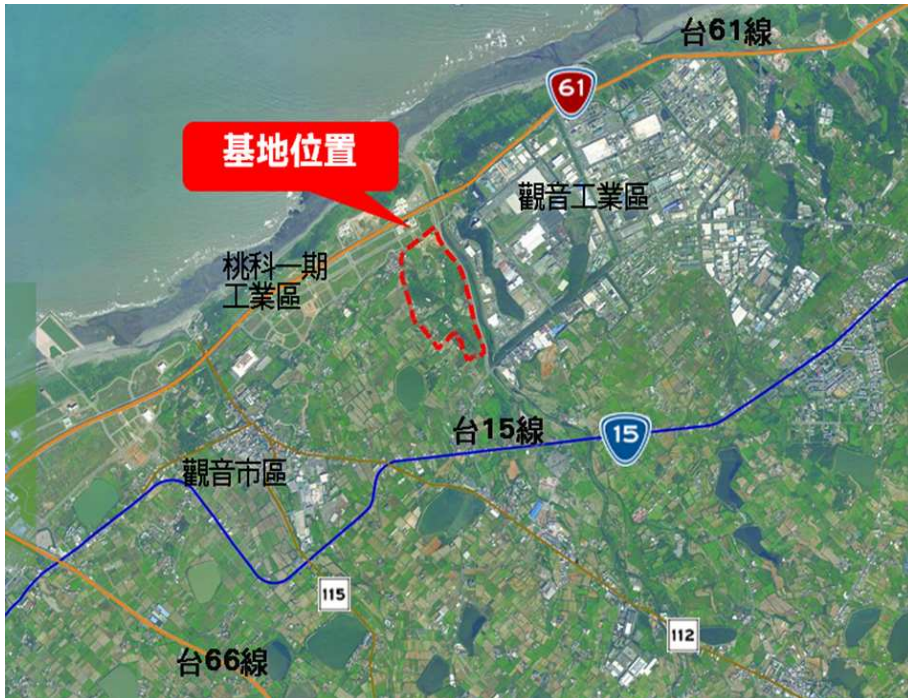 台61線
61
基地位置
觀音工業區
桃科一期
工業區
台15線
15
觀音市區
115
112
台66線